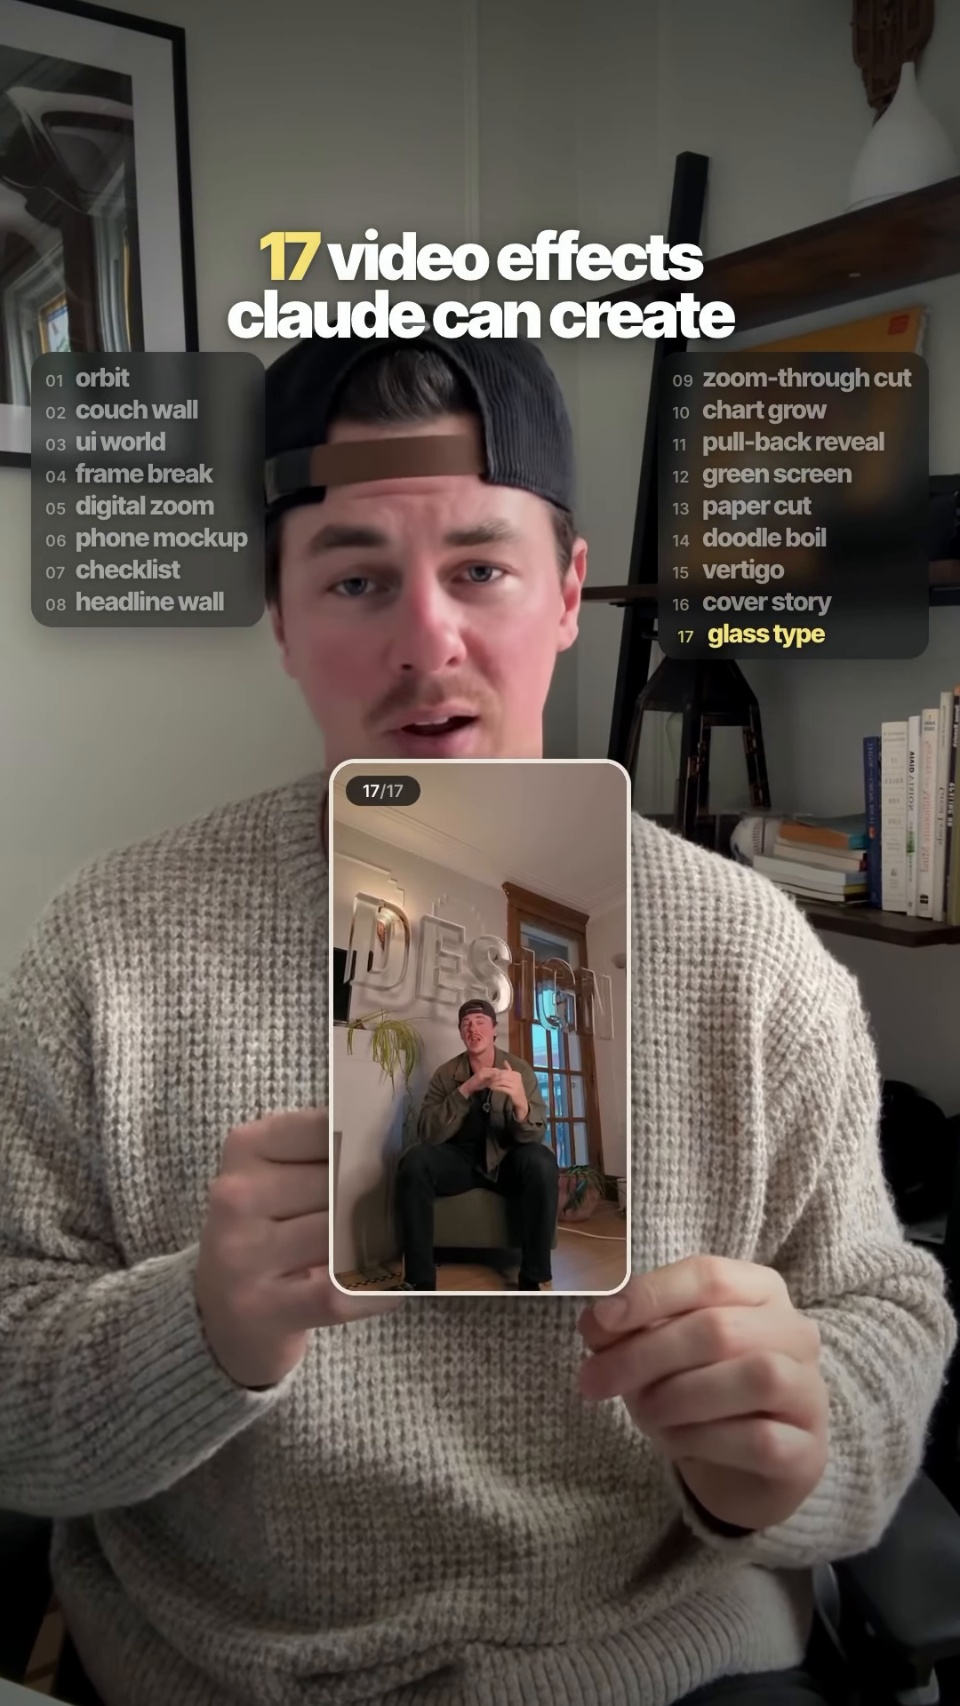 17 video effects
claude can create
01 orbit
02 couch wall
03 ui world
04 frame break
05 digital zoom
06 phone mockup
07 checklist
08 headline wall
09 zoom-through cut
10 chart grow
11 pull-back reveal
12 green screen
13 paper cut
14 doodle boil
15 vertigo
16 cover story
17 glass type
17/17
DESIGN